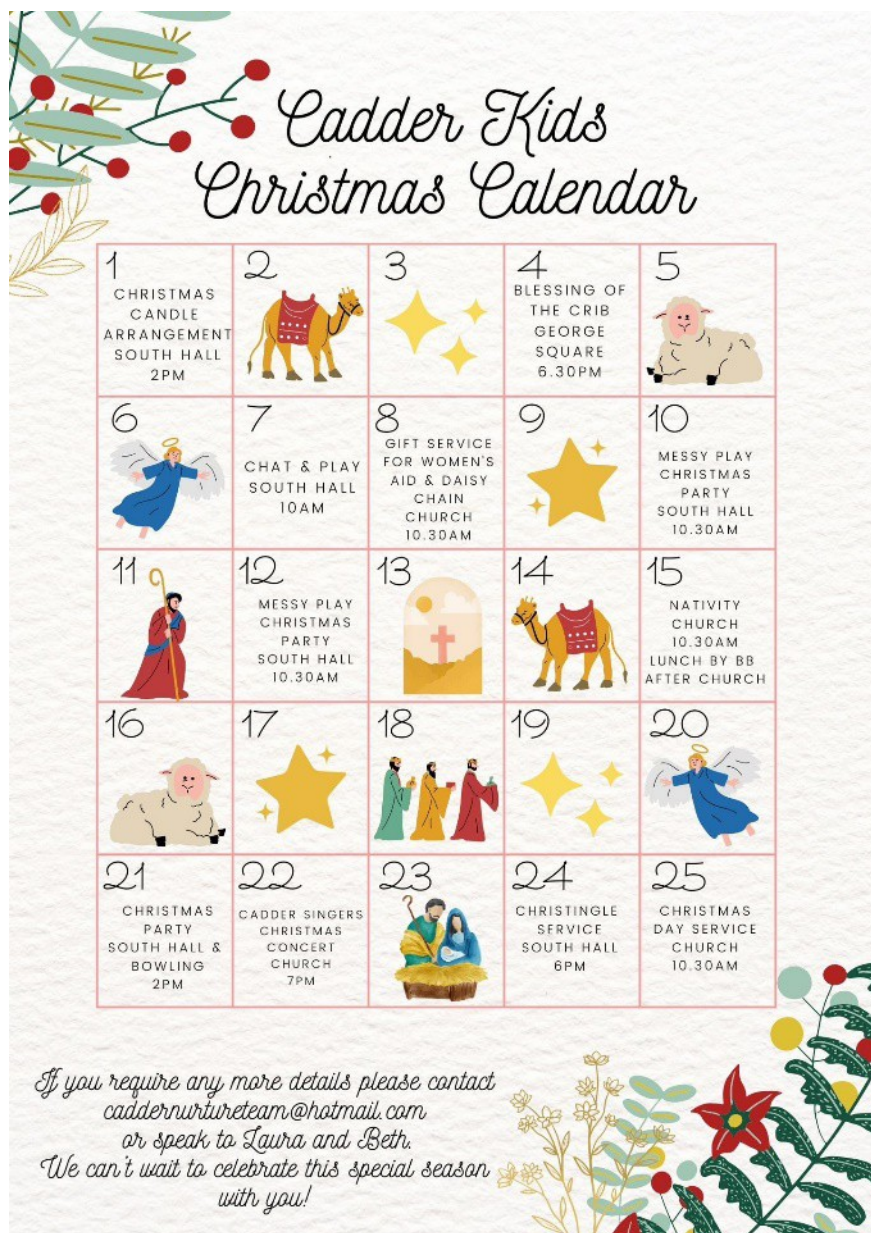 Cadder Kids
Christmas Calendar
1
CHRISTMAS
CANDLE
ARRANGEMENT
SOUTH HALL
2PM
2
3
4
BLESSING OF
THE CRIB
GEORGE
SQUARE
6.30PM
5
6
7
CHAT & PLAY
SOUTH HALL
10AM
8
GIFT SERVICE
FOR WOMEN'S
AID & DAISY
CHAIN
CHURCH
10.30AM
9
10
MESSY PLAY
CHRISTMAS
PARTY
SOUTH HALL
10.30AM
11
12
MESSY PLAY
CHRISTMAS
PARTY
SOUTH HALL
10.30AM
13
14
15
NATIVITY
CHURCH
10.30AM
LUNCH BY BB
AFTER CHURCH
16
17
18
19
20
21
CHRISTMAS
PARTY
SOUTH HALL &
BOWLING
2PM
22
CADDER SINGERS
CHRISTMAS
CONCERT
CHURCH
7PM
23
24
CHRISTINGLE
SERVICE
SOUTH HALL
6PM
25
CHRISTMAS
DAY SERVICE
CHURCH
10.30AM
If you require any more details please contact
caddernurtureteam@hotmail.com
or speak to Laura and Beth.
We can't wait to celebrate this special season
with you!